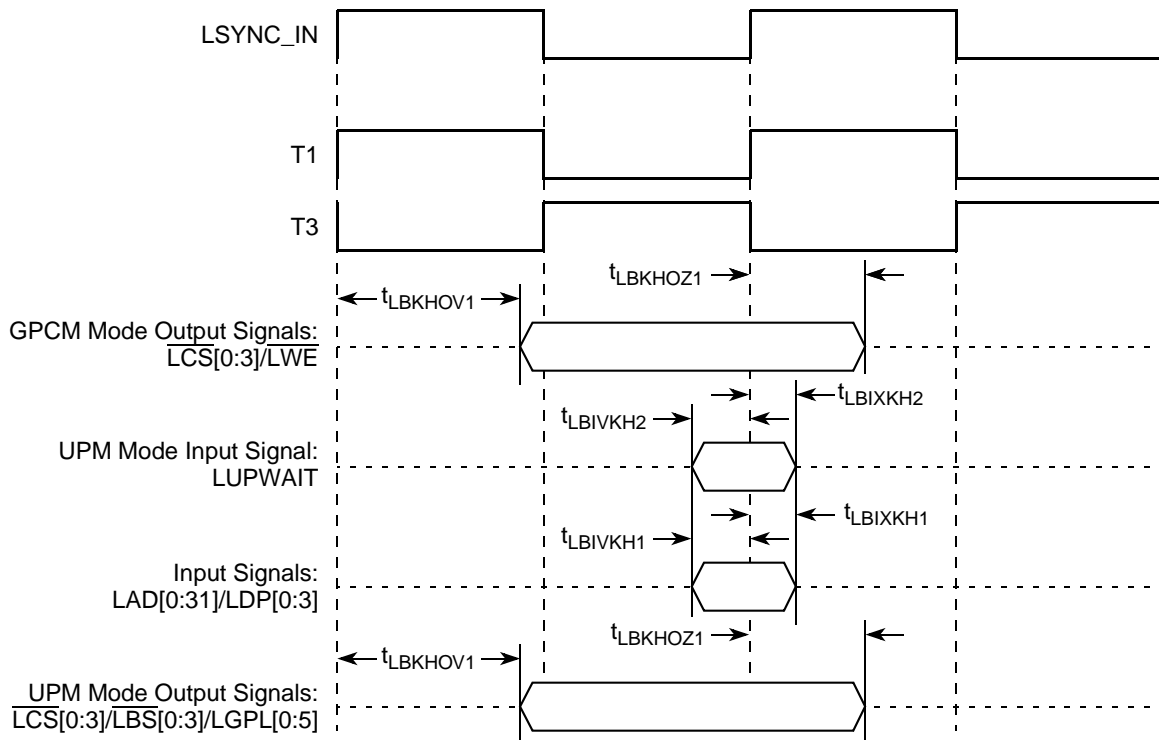 LSYNC_IN
T1
T3
tLBKHOZ1
tLBKHOV1
GPCM Mode Output Signals:
LCS[0:3]/LWE
tLBIXKH2
tLBIVKH2
UPM Mode Input Signal:
LUPWAIT
tLBIXKH1
tLBIVKH1
Input Signals:
LAD[0:31]/LDP[0:3]
tLBKHOZ1
tLBKHOV1
UPM Mode Output Signals:
LCS[0:3]/LBS[0:3]/LGPL[0:5]